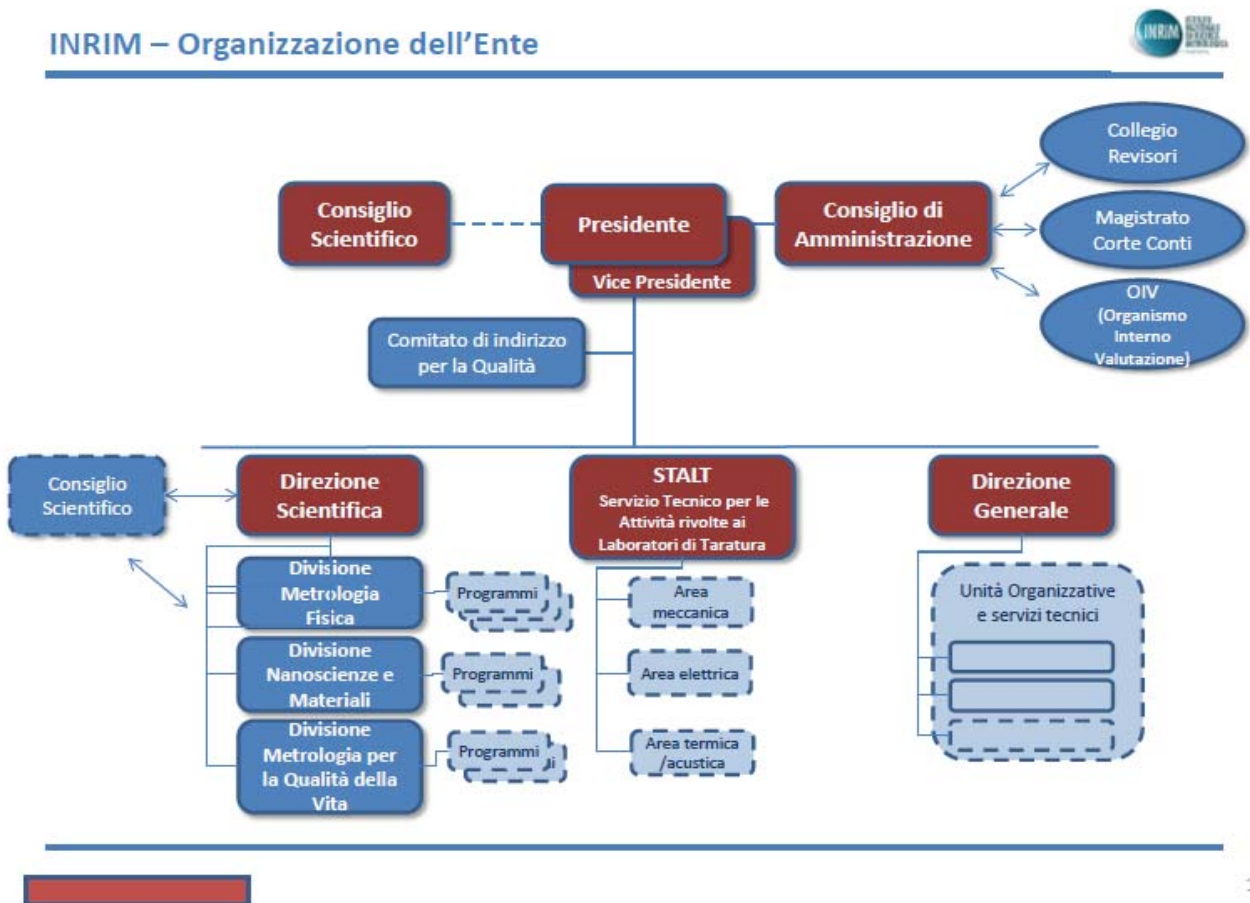 INRIM – Organizzazione dell'Ente
INRIM
Collegio
Revisori
Consiglio
Scientifico
Presidente
Consiglio di
Amministrazione
Magistrato
Corte Conti
Vice Presidente
OIV
(Organismo
Interno
Valutazione)
Comitato di indirizzo
per la Qualità
Consiglio
Scientifico
Direzione
Scientifica
STALT
Servizio Tecnico per le
Attività rivolte ai
Laboratori di Taratura
Direzione
Generale
Divisione
Metrologia
Fisica
Programmi
Area
meccanica
Unità Organizzative
e servizi tecnici
Divisione
Nanoscienze e
Materiali
Programmi
Area elettrica
Divisione
Metrologia per
la Qualità della
Vita
Programmi
Area termica
/acustica